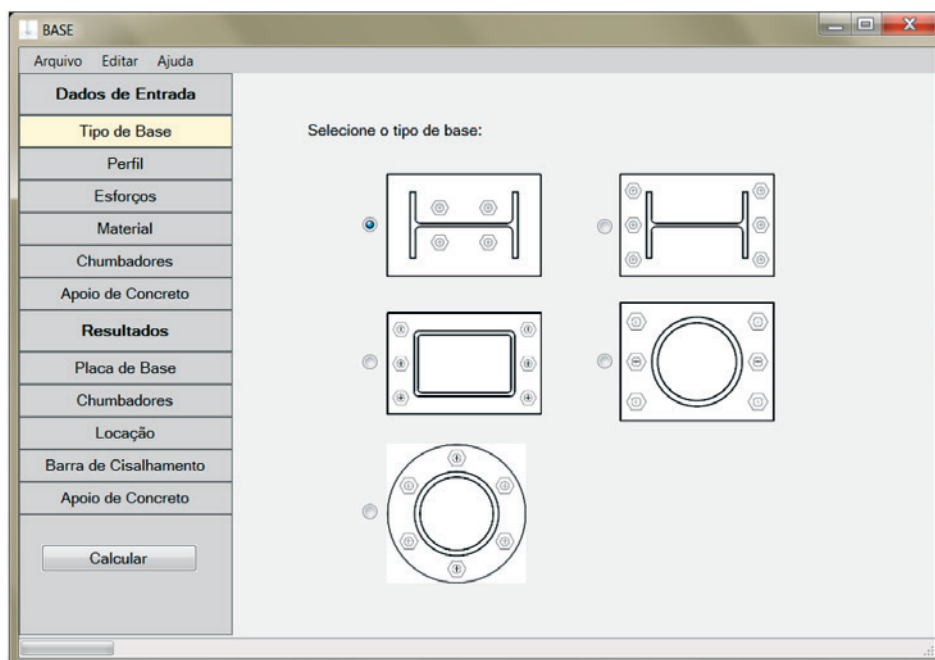 BASE
Arquivo Editar Ajuda
Dados de Entrada
Tipo de Base
Perfil
Esforços
Material
Chumbadores
Apoio de Concreto
Resultados
Placa de Base
Chumbadores
Locação
Barra de Cisalhamento
Apoio de Concreto
Calcular
Selecione o tipo de base: